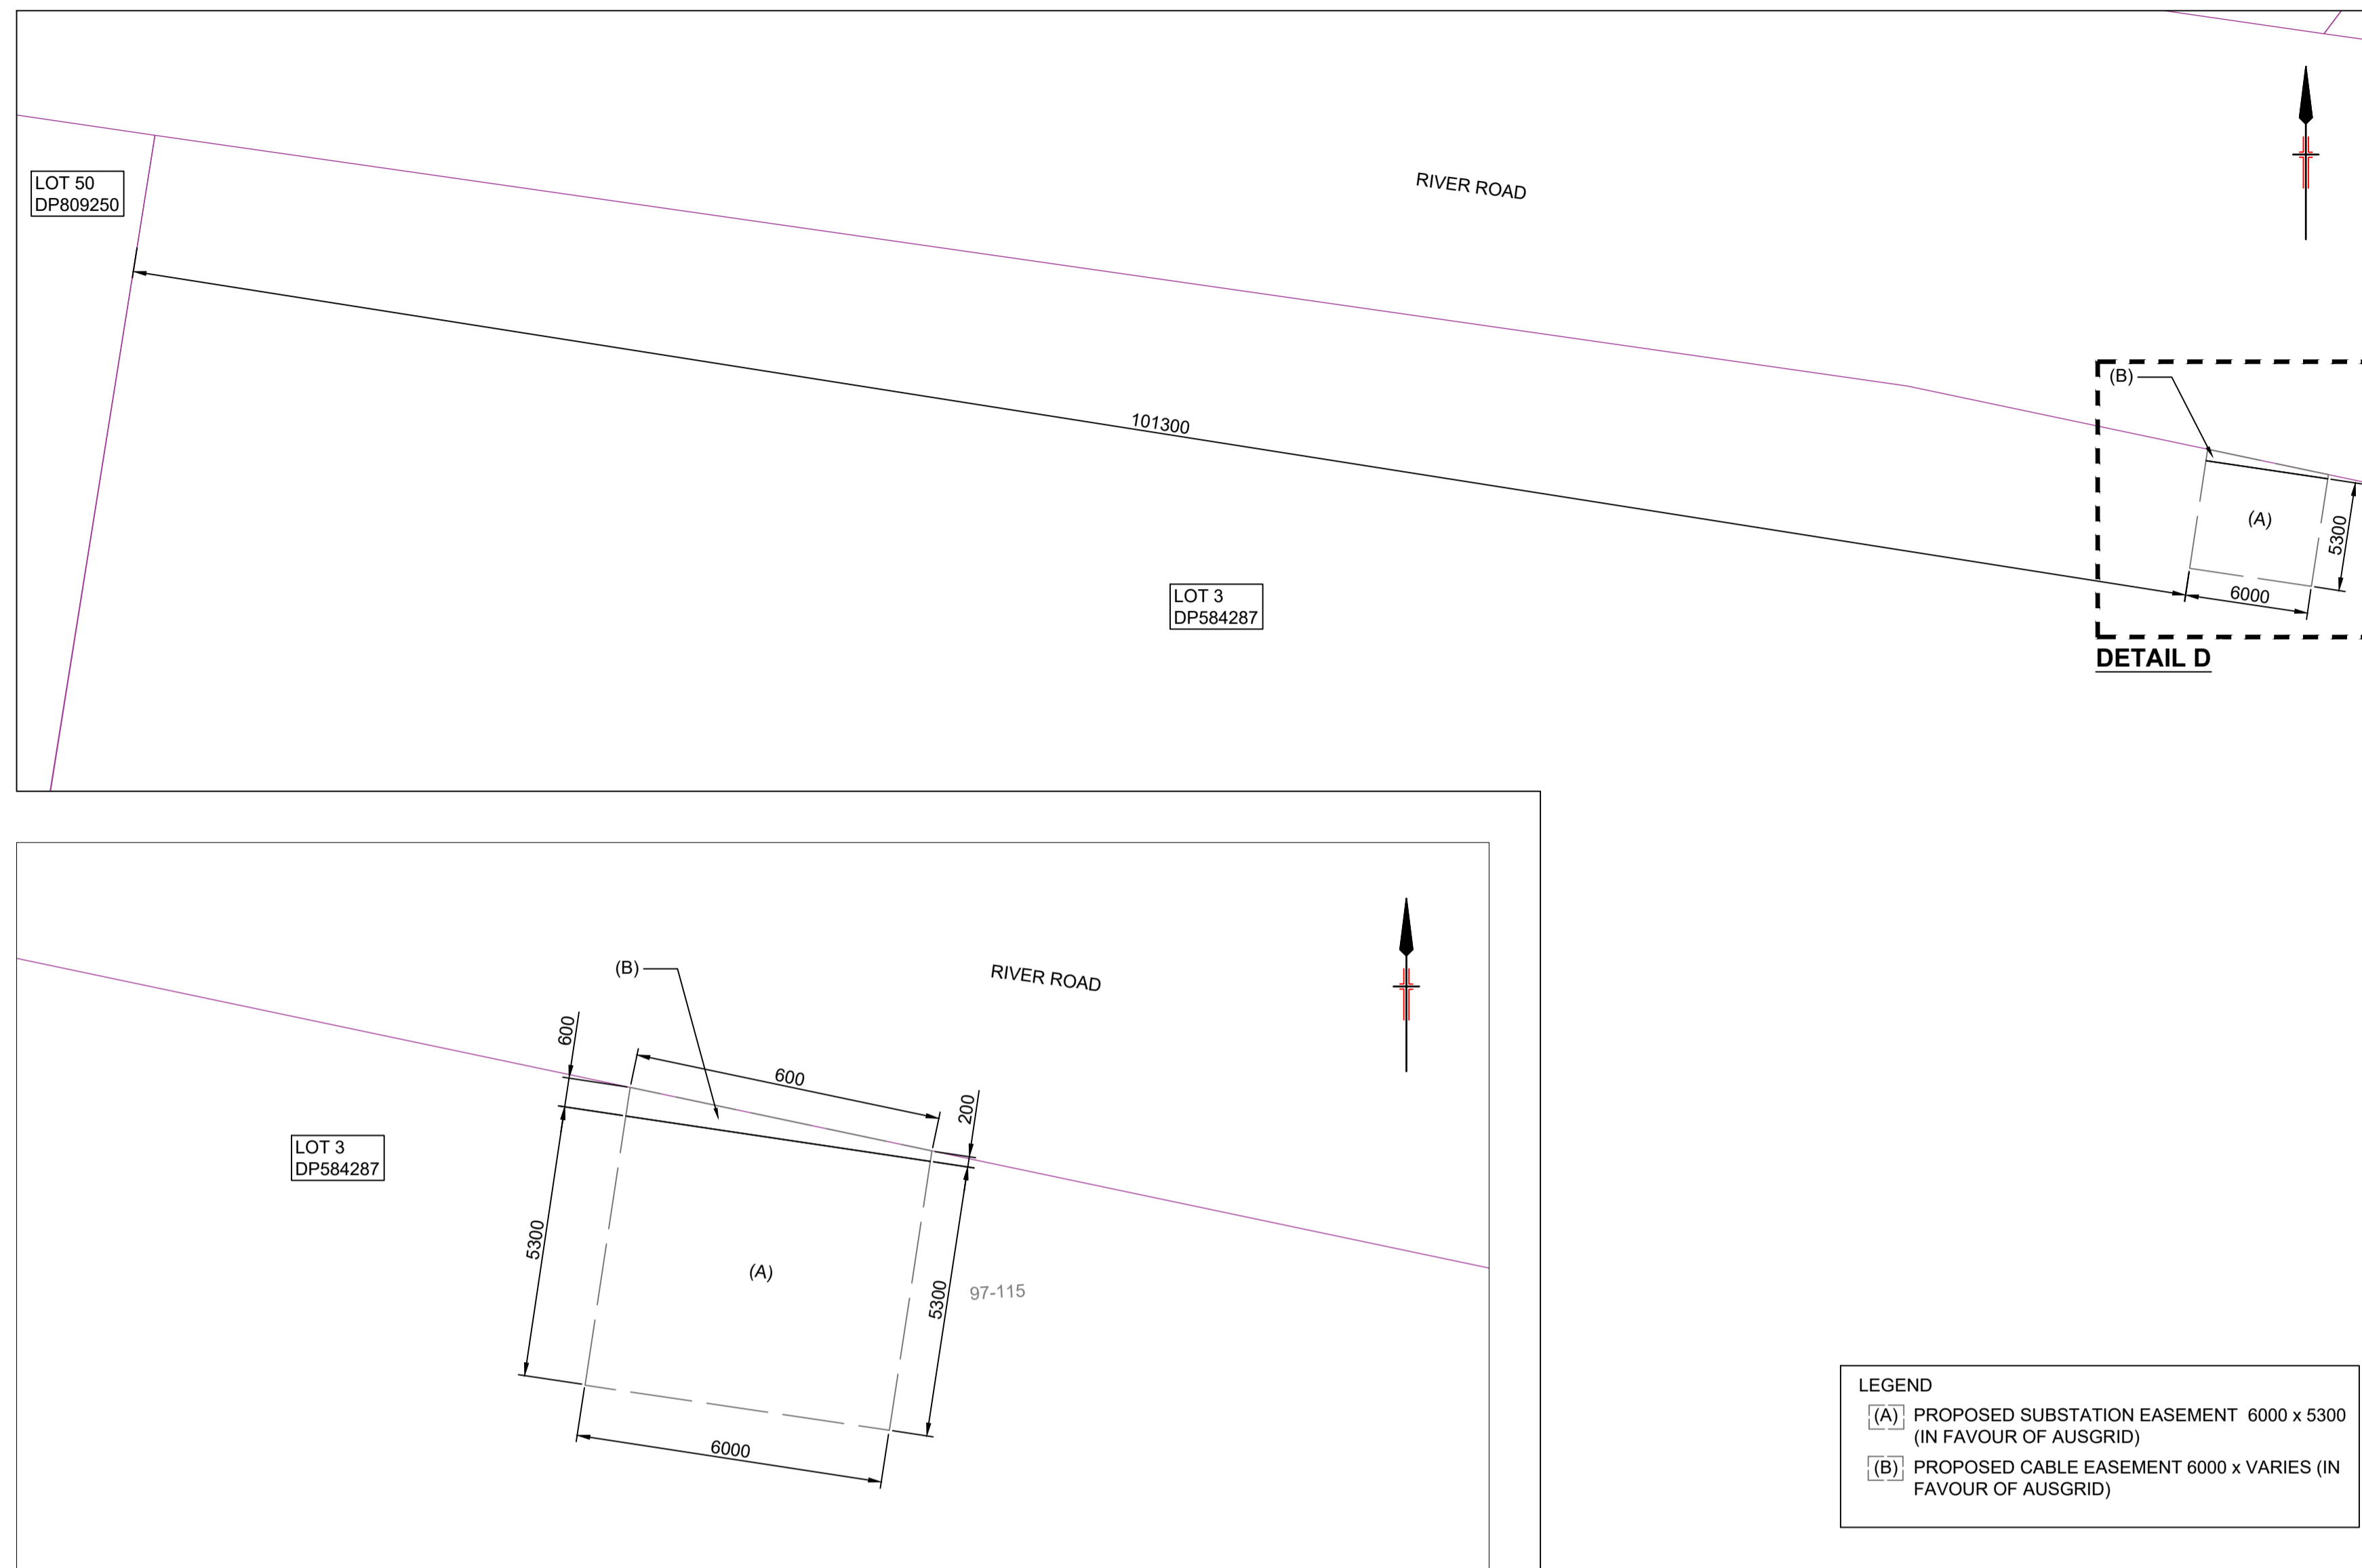 LOT 50
DP809250
RIVER ROAD
(B)
101300
(A)
5300
6000
LOT 3
DP584287
DETAIL D
(B)
RIVER ROAD
600
600
200
LOT 3
DP584287
5300
(A)
5300
97-115
6000
LEGEND
(A) PROPOSED SUBSTATION EASEMENT 6000 x 5300
(IN FAVOUR OF AUSGRID)
(B) PROPOSED CABLE EASEMENT 6000 x VARIES (IN
FAVOUR OF AUSGRID)